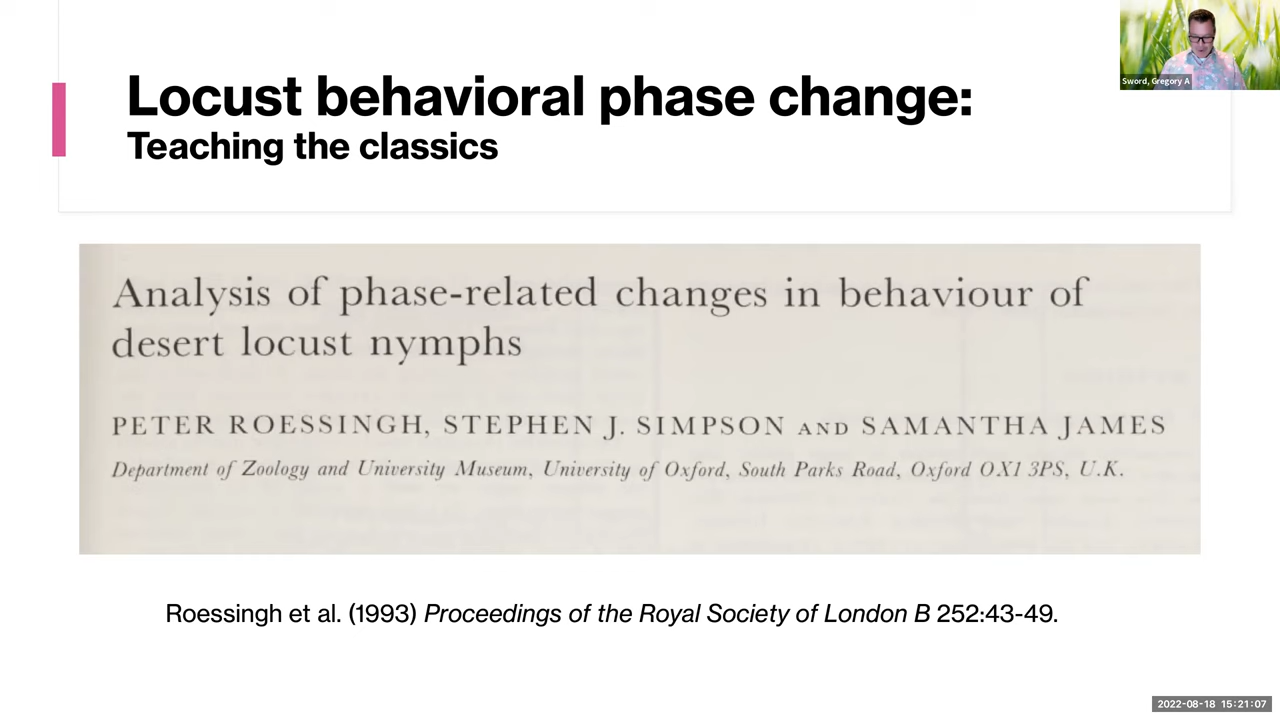 Locust behavioral phase change:
Teaching the classics
Sword, Gregory A
Analysis of phase-related changes in behaviour of
desert locust nymphs
PETER ROESSINGH, STEPHEN J. SIMPSON AND SAMANTHA JAMES
Department of Zoology and University Museum, University of Oxford, South Parks Road, Oxford OX1 3PS, U.K.
Roessingh et al. (1993) Proceedings of the Royal Society of London B 252:43-49.
2022-08-18 15:21:07